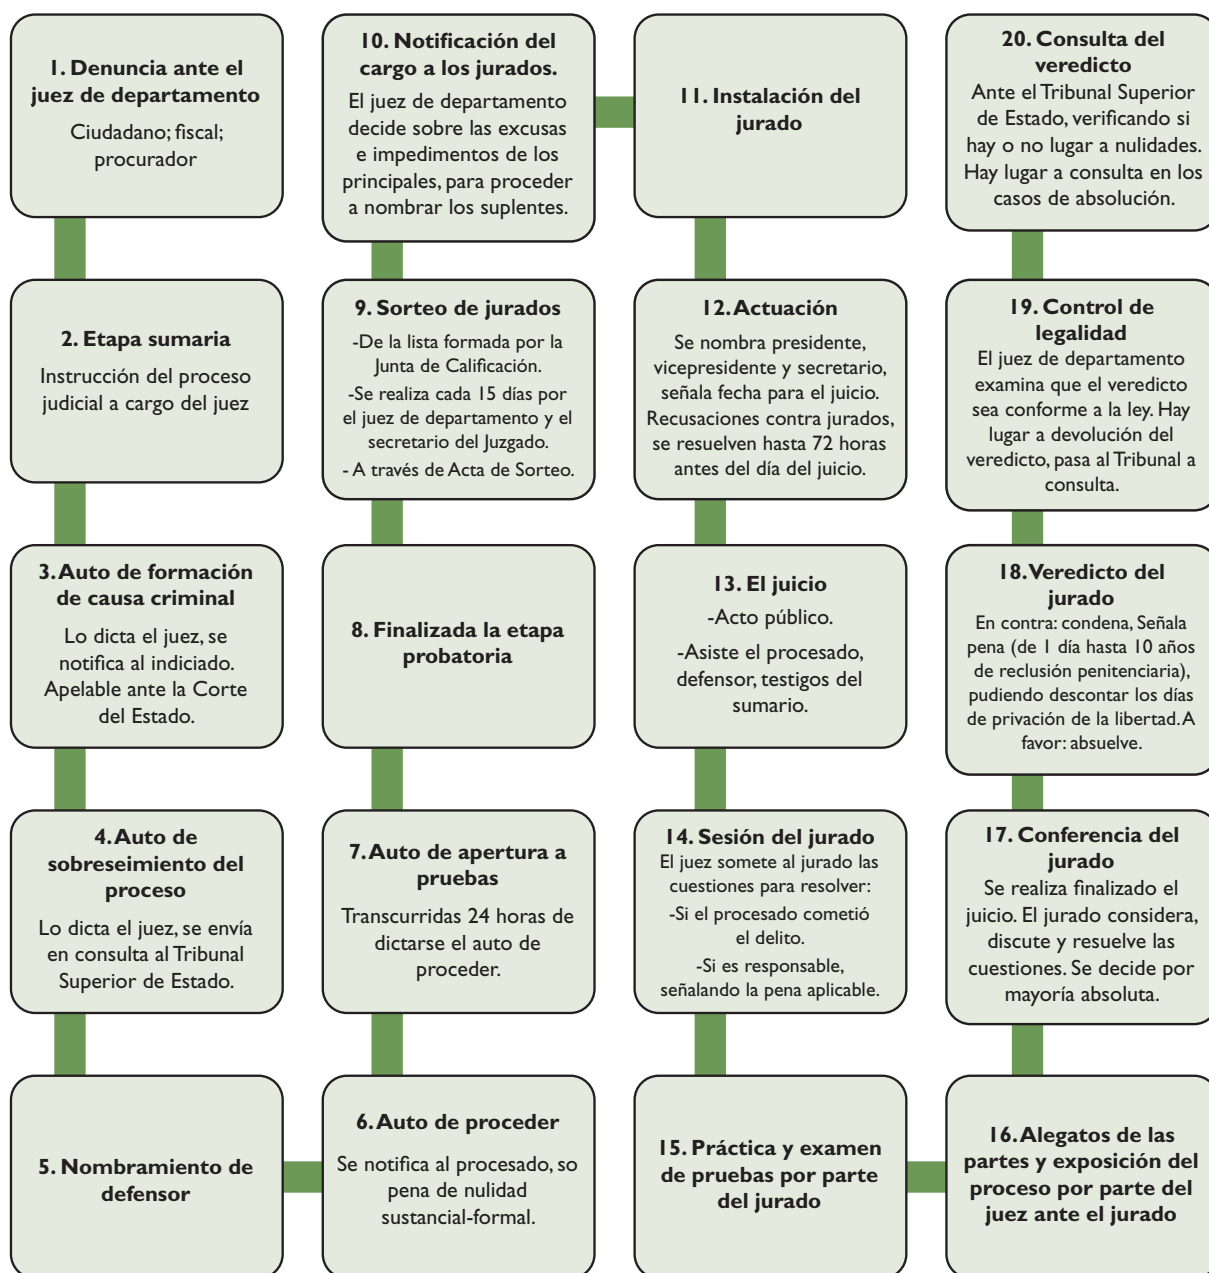 1. Denuncia ante el
juez de departamento
Ciudadano; fiscal;
procurador
2. Etapa sumaria
Instrucción del proceso
judicial a cargo del juez
3. Auto de formación
de causa criminal
Lo dicta el juez, se
notifica al indiciado.
Apelable ante la Corte
del Estado.
4. Auto de
sobreseimiento del
proceso
Lo dicta el juez, se envía
en consulta al Tribunal
Superior de Estado.
5. Nombramiento de
defensor
6. Auto de proceder
Se notifica al procesado, so
pena de nulidad
sustancial-formal.
7. Auto de apertura a
pruebas
Transcurridas 24 horas de
dictarse el auto de
proceder.
8. Finalizada la etapa
probatoria
9. Sorteo de jurados
-De la lista formada por la
Junta de Calificación.
-Se realiza cada 15 días por
el juez de departamento y el
secretario del Juzgado.
- A través de Acta de Sorteo.
10. Notificación del
cargo a los jurados.
El juez de departamento
decide sobre las excusas
e impedimentos de los
principales, para proceder
a nombrar los suplentes.
11. Instalación del
jurado
12. Actuación
Se nombra presidente,
vicepresidente y secretario,
señala fecha para el juicio.
Recusaciones contra jurados,
se resuelven hasta 72 horas
antes del día del juicio.
13. El juicio
-Acto público.
-Asiste el procesado,
defensor, testigos del
sumario.
14. Sesión del jurado
El juez somete al jurado las
cuestiones para resolver:
-Si el procesado cometió
el delito.
-Si es responsable,
señalando la pena aplicable.
15. Práctica y examen
de pruebas por parte
del jurado
16. Alegatos de las
partes y exposición del
proceso por parte del
juez ante el jurado
17. Conferencia del
jurado
Se realiza finalizado el
juicio. El jurado considera,
discute y resuelve las
cuestiones. Se decide por
mayoría absoluta.
18. Veredicto del
jurado
En contra: condena, Señala
pena (de 1 día hasta 10 años
de reclusión penitenciaria),
pudiendo descontar los días
de privación de la libertad. A
favor: absuelve.
19. Control de
legalidad
El juez de departamento
examina que el veredicto
sea conforme a la ley. Hay
lugar a devolución del
veredicto, pasa al Tribunal a
consulta.
20. Consulta del
veredicto
Ante el Tribunal Superior
de Estado, verificando si
hay o no lugar a nulidades.
Hay lugar a consulta en los
casos de absolución.